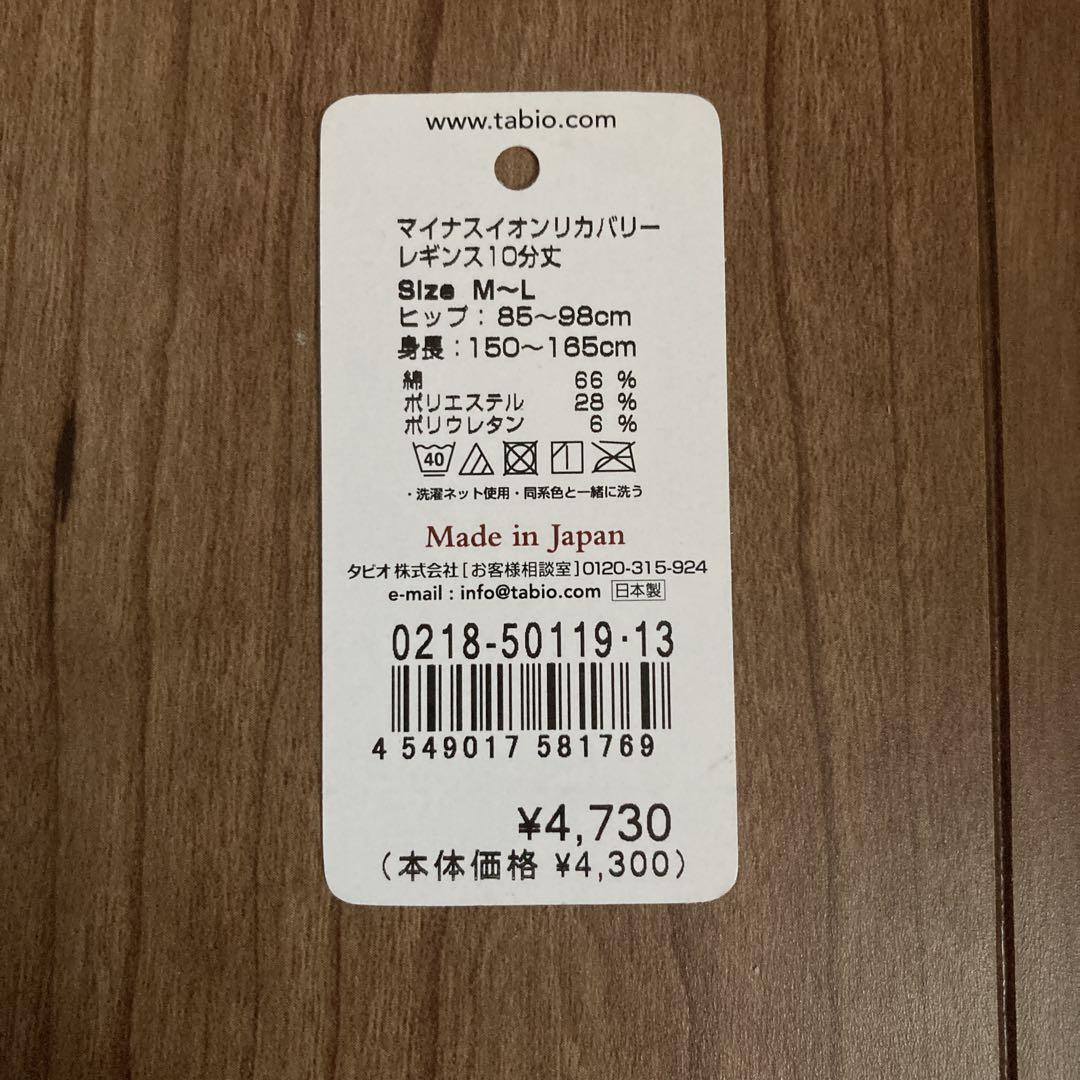 www.tabio.com
マイナスイオンリカバリー
レギンス10分丈
Size M～L
ヒップ：85～98cm
身長：150～165cm
綿 66 %
ポリエステル 28 %
ポリウレタン 6 %
40
・洗濯ネット使用・同系色と一緒に洗う
Made in Japan
タビオ株式会社[お客様相談室]0120-315-924
e-mail : info@tabio.com 日本製
0218-50119·13
4 549017 581769
¥4,730
（本体価格 ¥4,300）